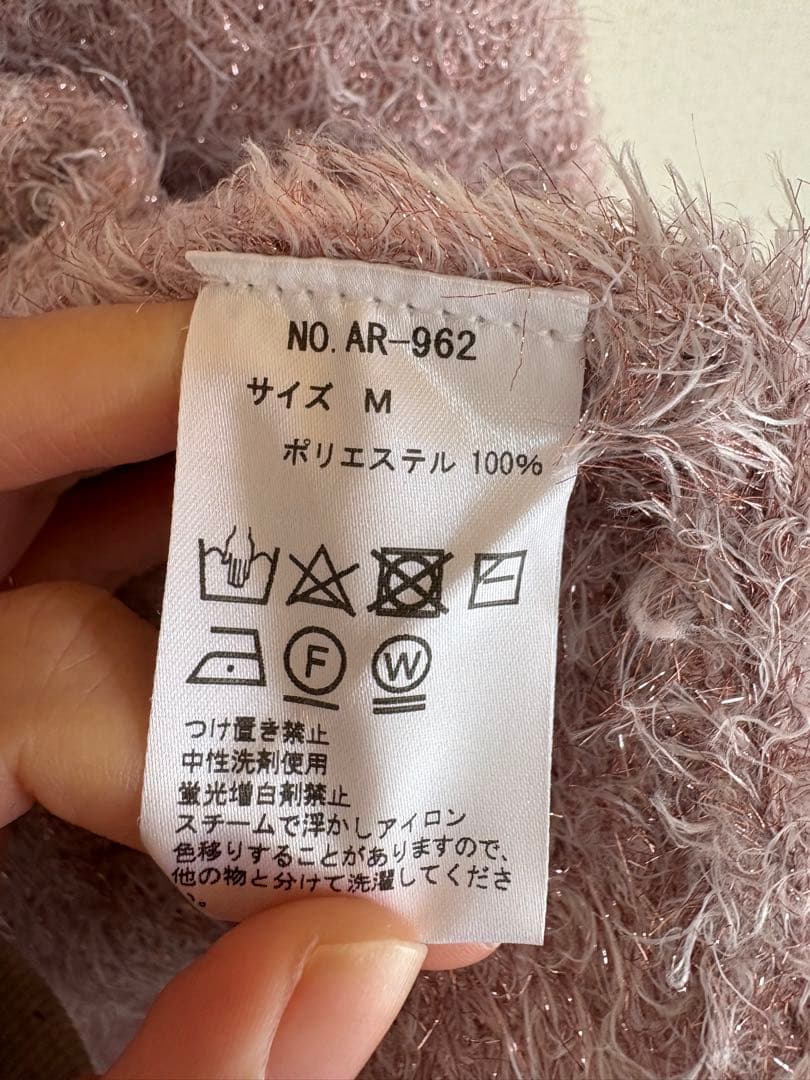 NO. AR-962
サイズ M
ポリエステル 100%
F
W
つけ置き禁止
中性洗剤使用
蛍光増白剤禁止
スチームで浮かしアイロン
色移りすることがありますので、
他の物と分けて洗濯してくださ
い。